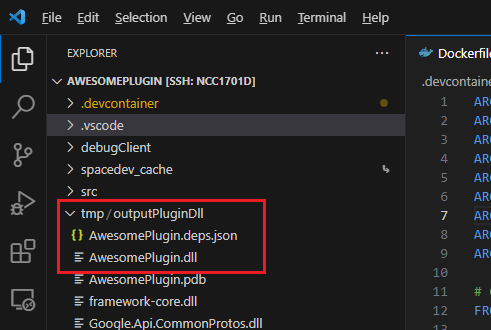 File Edit Selection View Go Run Terminal Help
EXPLORER
Dockerfile
AWESOMEPLUGIN [SSH: NCC1701D]
.devcontainer
.vscode
debugClient
spacedev_cache
src
tmp / outputPluginDll
{} AwesomePlugin.deps.json
AwesomePlugin.dll
AwesomePlugin.pdb
framework-core.dll
Google.Api.CommonProtos.dll
.devcontaine
1 ARG
2 ARG
3 ARG
4 ARG
5 ARG
6 ARG
7 ARG
8 ARG
9 ARG
10
11 #
12 FROM